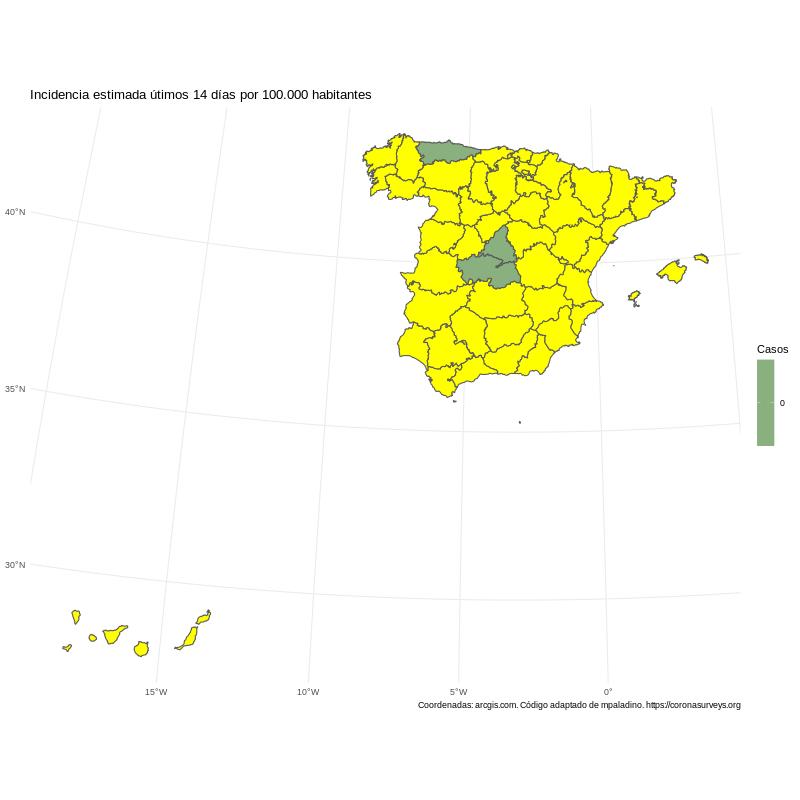 Incidencia estimada útimos 14 días por 100.000 habitantes
40°N
35°N
30°N
15°W
10°W
5°W
0°
Casos
0
Coordenadas: arcgis.com. Código adaptado de mpaladino. https://coronasurveys.org